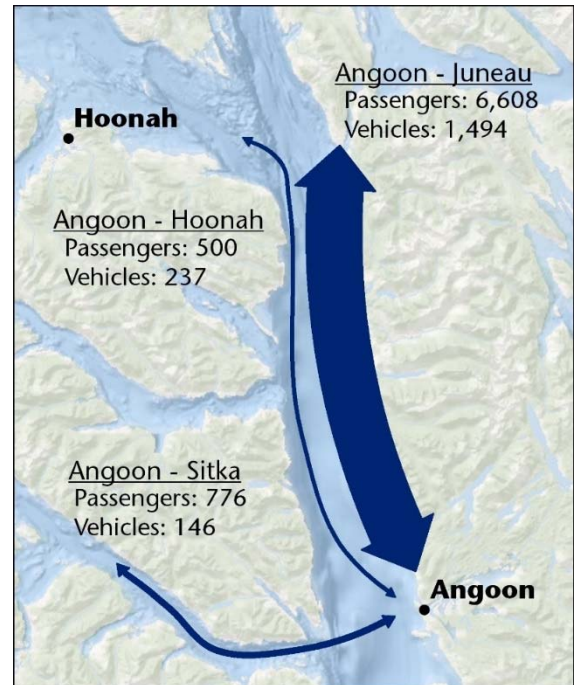 Angoon - Juneau
Passengers: 6,608
Vehicles: 1,494
Hoonah
Angoon - Hoonah
Passengers: 500
Vehicles: 237
Angoon - Sitka
Passengers: 776
Vehicles: 146
Angoon